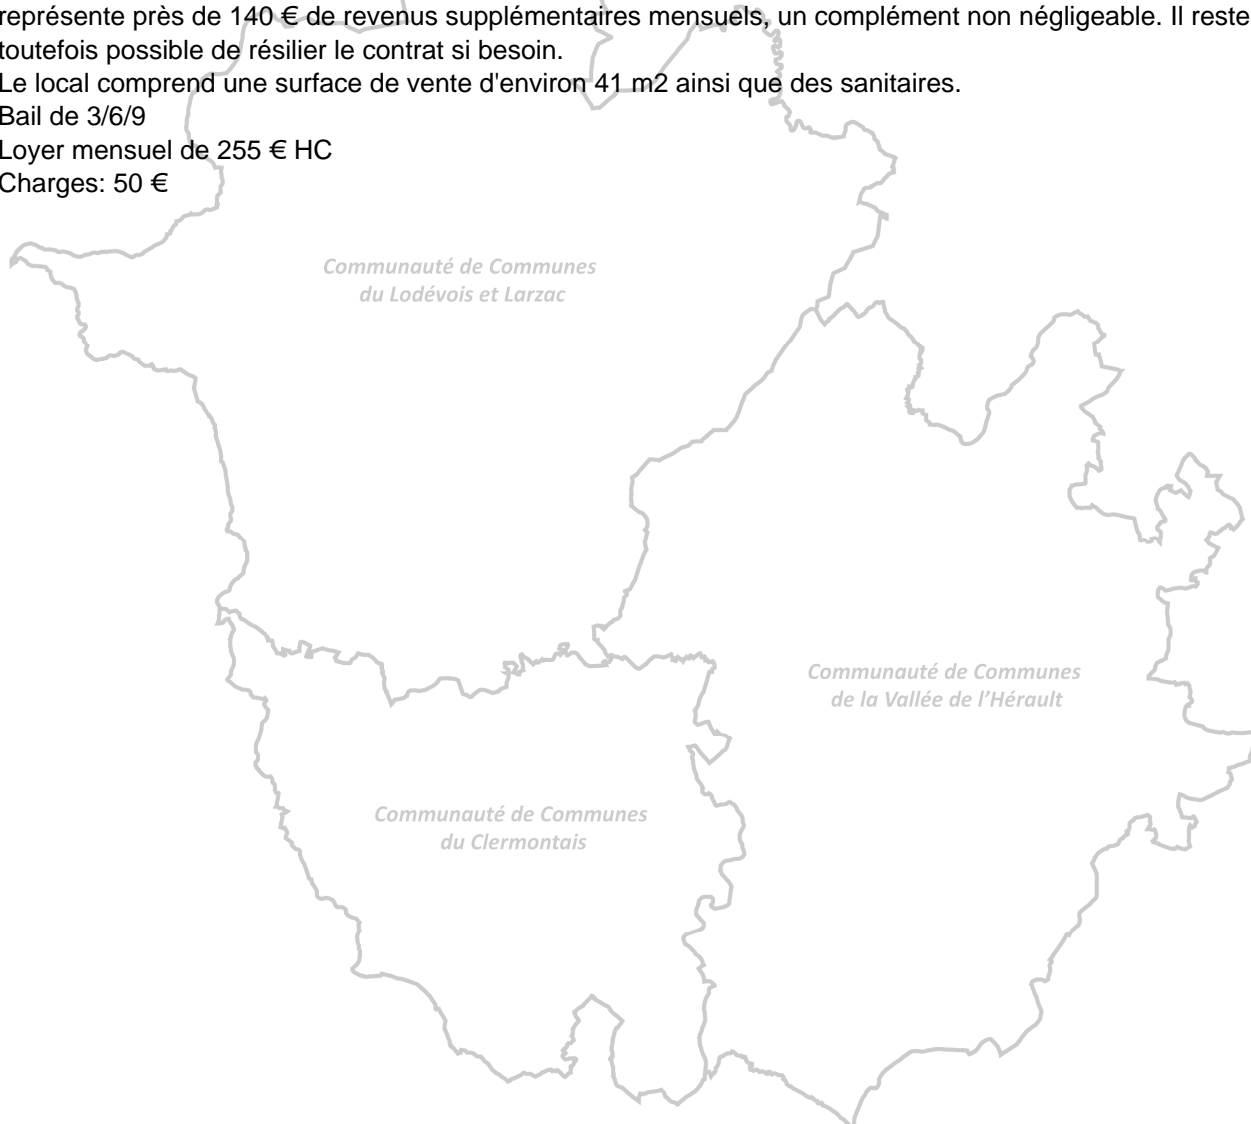 représente près de 140 € de revenus supplémentaires mensuels, un complément non négligeable. Il reste
toutefois possible de résilier le contrat si besoin.
Le local comprend une surface de vente d'environ 41 m2 ainsi que des sanitaires.
Bail de 3/6/9
Loyer mensuel de 255 € HC
Charges: 50 €
Communauté de Communes
du Lodévois et Larzac
Communauté de Communes
de la Vallée de l'Hérault
Communauté de Communes
du Clermontais